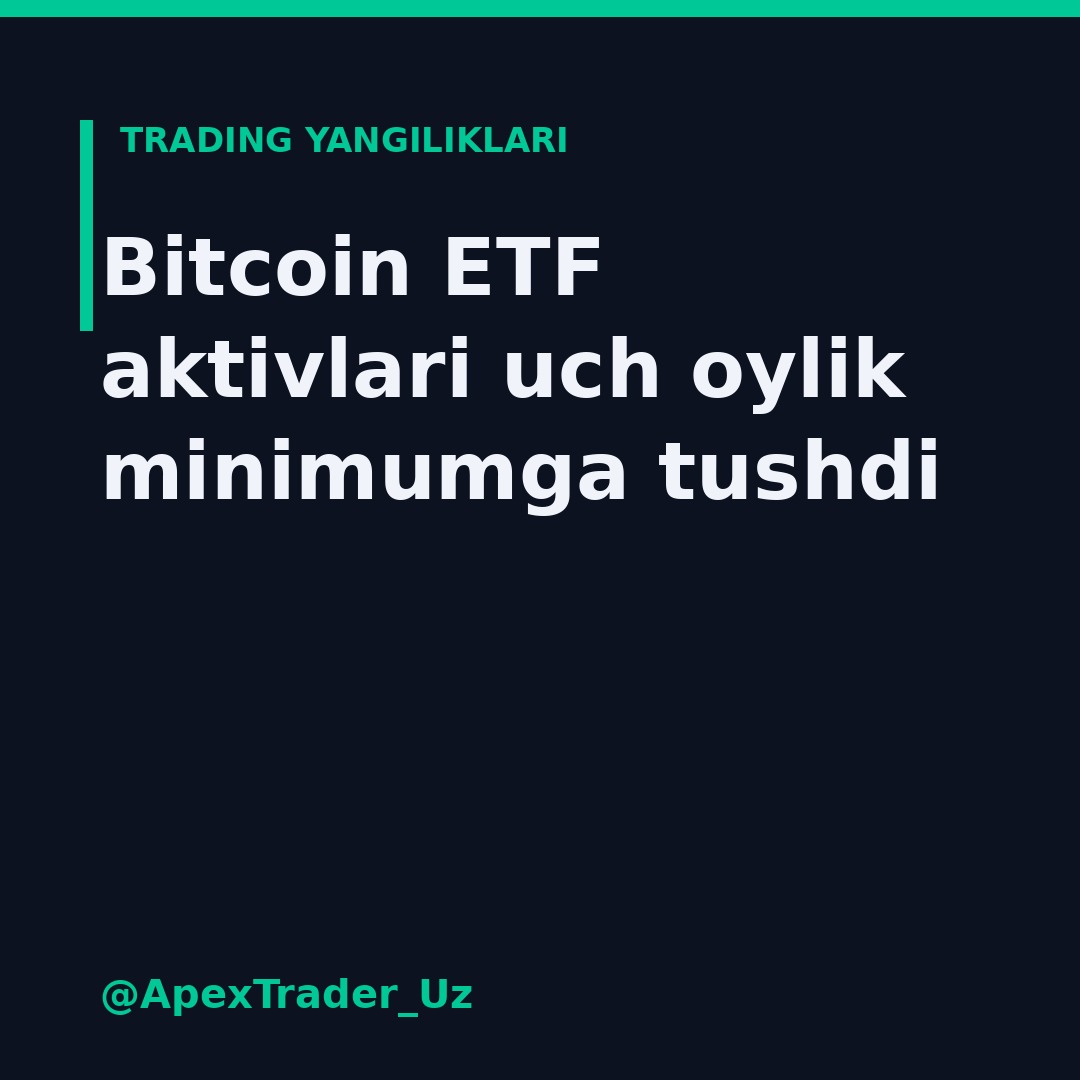 TRADING YANGILIKLARI
Bitcoin ETF
aktivlari uch oylik
minimumga tushdi
@ApexTrader_Uz